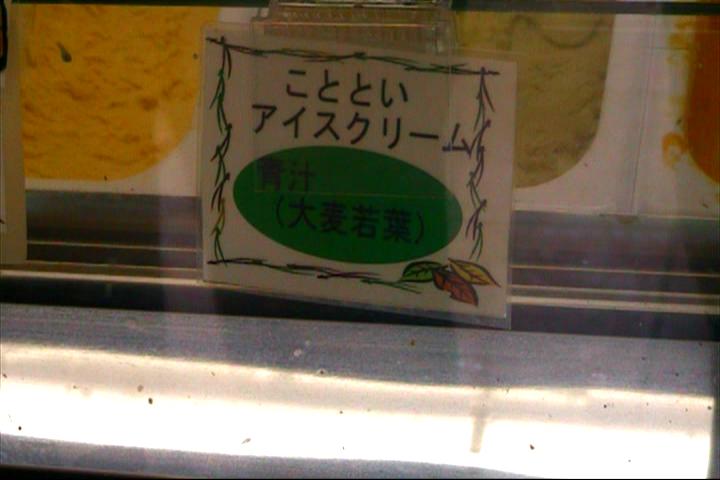 こととい
アイスクリーム
青汁
（大麦若葉）